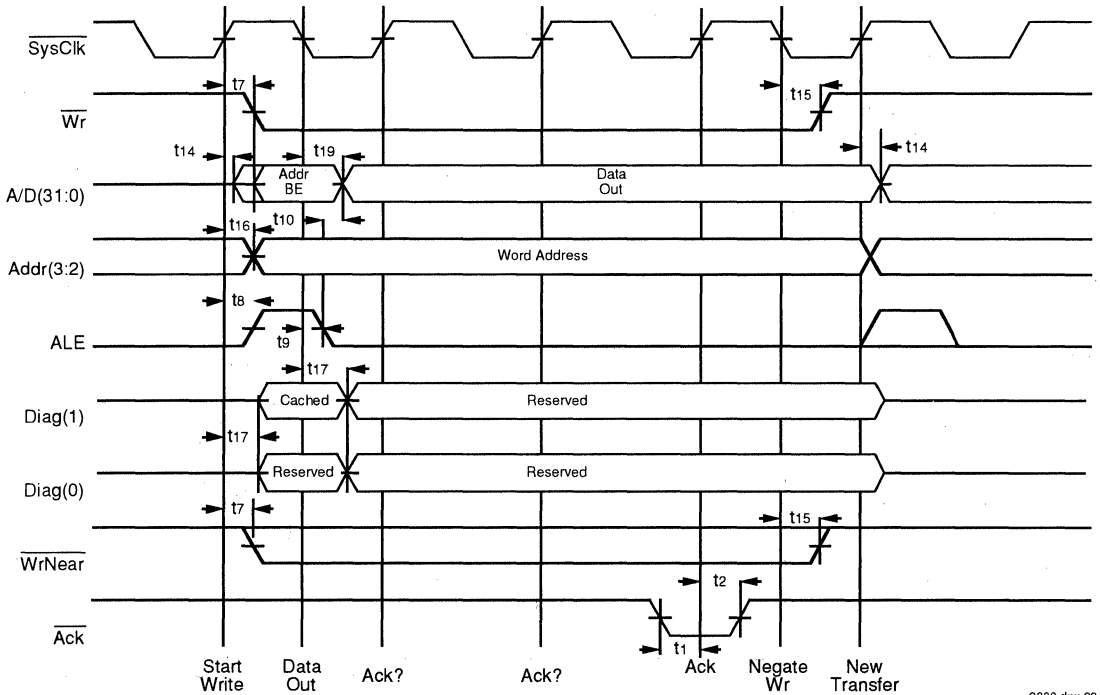 SysClk
t7
t15
Wr
t14
t19
t14
Addr
BE
Data
Out
A/D(31:0)
t16
t10
Word Address
Addr(3:2)
t8
ALE
t9
t17
Cached
Reserved
Diag(1)
t17
Reserved
Reserved
Diag(0)
t7
t15
WrNear
t2
Ack
t1
Start
Write
Data
Out
Ack?
Ack?
Ack
Negate
Wr
New
Transfer